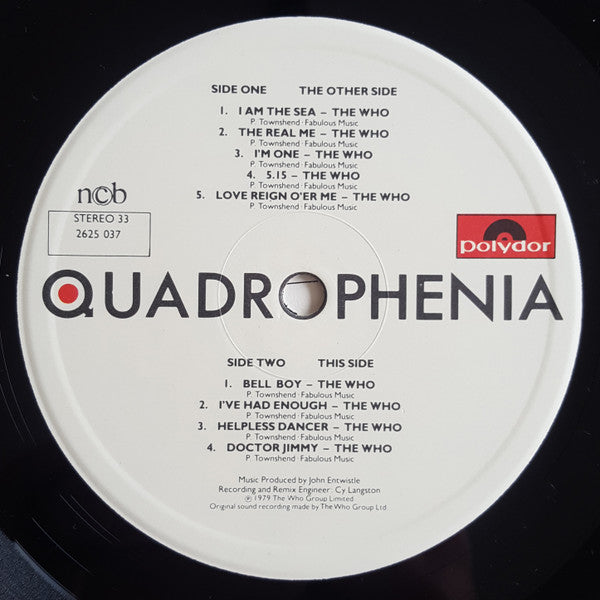 SIDE ONE THE OTHER SIDE
1. I AM THE SEA – THE WHO
P. Townshend · Fabulous Music
2. THE REAL ME – THE WHO
P. Townshend · Fabulous Music
3. I'M ONE – THE WHO
P. Townshend · Fabulous Music
4. 5.15 – THE WHO
P. Townshend · Fabulous Music
5. LOVE REIGN O'ER ME – THE WHO
P. Townshend · Fabulous Music
ncb
STEREO 33
2625 037
polydor
QUADROPHENIA
SIDE TWO THIS SIDE
1. BELL BOY – THE WHO
P. Townshend · Fabulous Music
2. I'VE HAD ENOUGH – THE WHO
P. Townshend · Fabulous Music
3. HELPLESS DANCER – THE WHO
P. Townshend · Fabulous Music
4. DOCTOR JIMMY – THE WHO
P. Townshend · Fabulous Music
Music Produced by John Entwistle
Recording and Remix Engineer: Cy Langston
℗ 1979 The Who Group Limited
Original sound recording made by The Who Group Ltd.